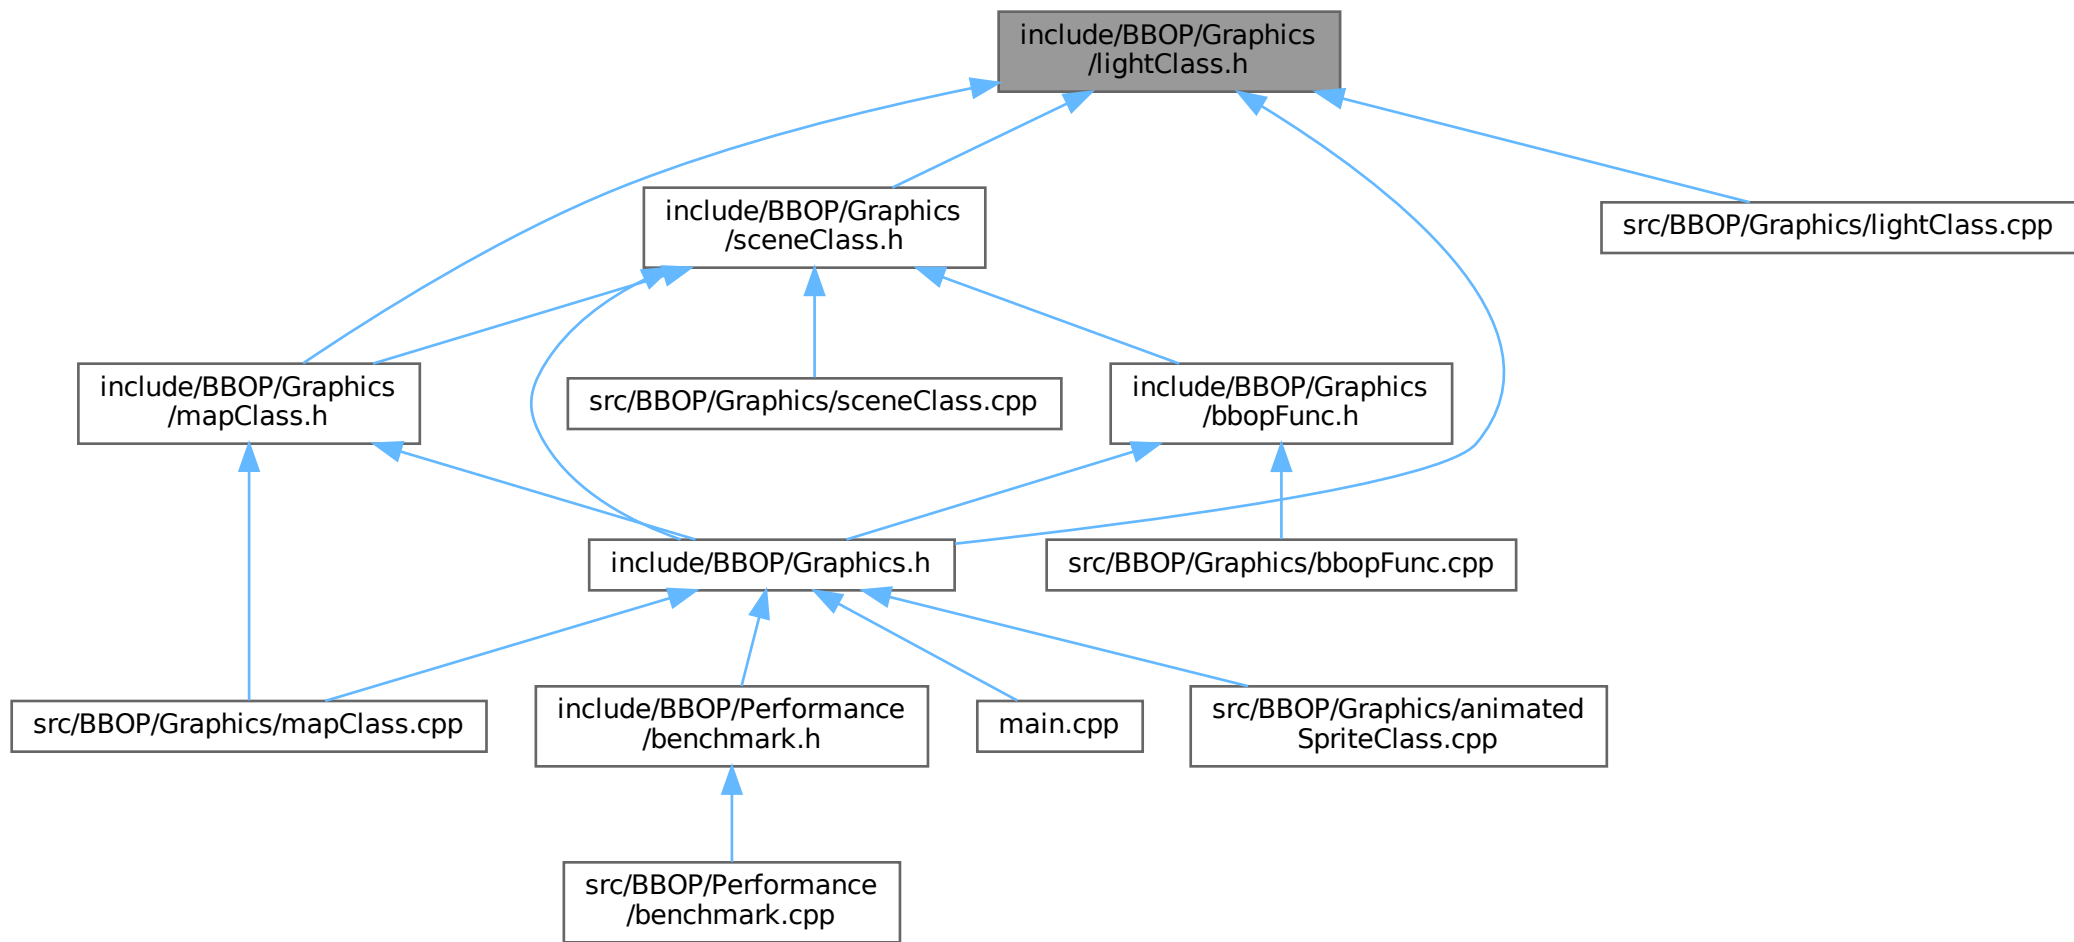 include/BBOP/Graphics
/lightClass.h
include/BBOP/Graphics
/sceneClass.h
src/BBOP/Graphics/lightClass.cpp
include/BBOP/Graphics
/mapClass.h
src/BBOP/Graphics/sceneClass.cpp
include/BBOP/Graphics
/bbopFunc.h
include/BBOP/Graphics.h
src/BBOP/Graphics/bbopFunc.cpp
src/BBOP/Graphics/mapClass.cpp
include/BBOP/Performance
/benchmark.h
main.cpp
src/BBOP/Graphics/animated
SpriteClass.cpp
src/BBOP/Performance
/benchmark.cpp